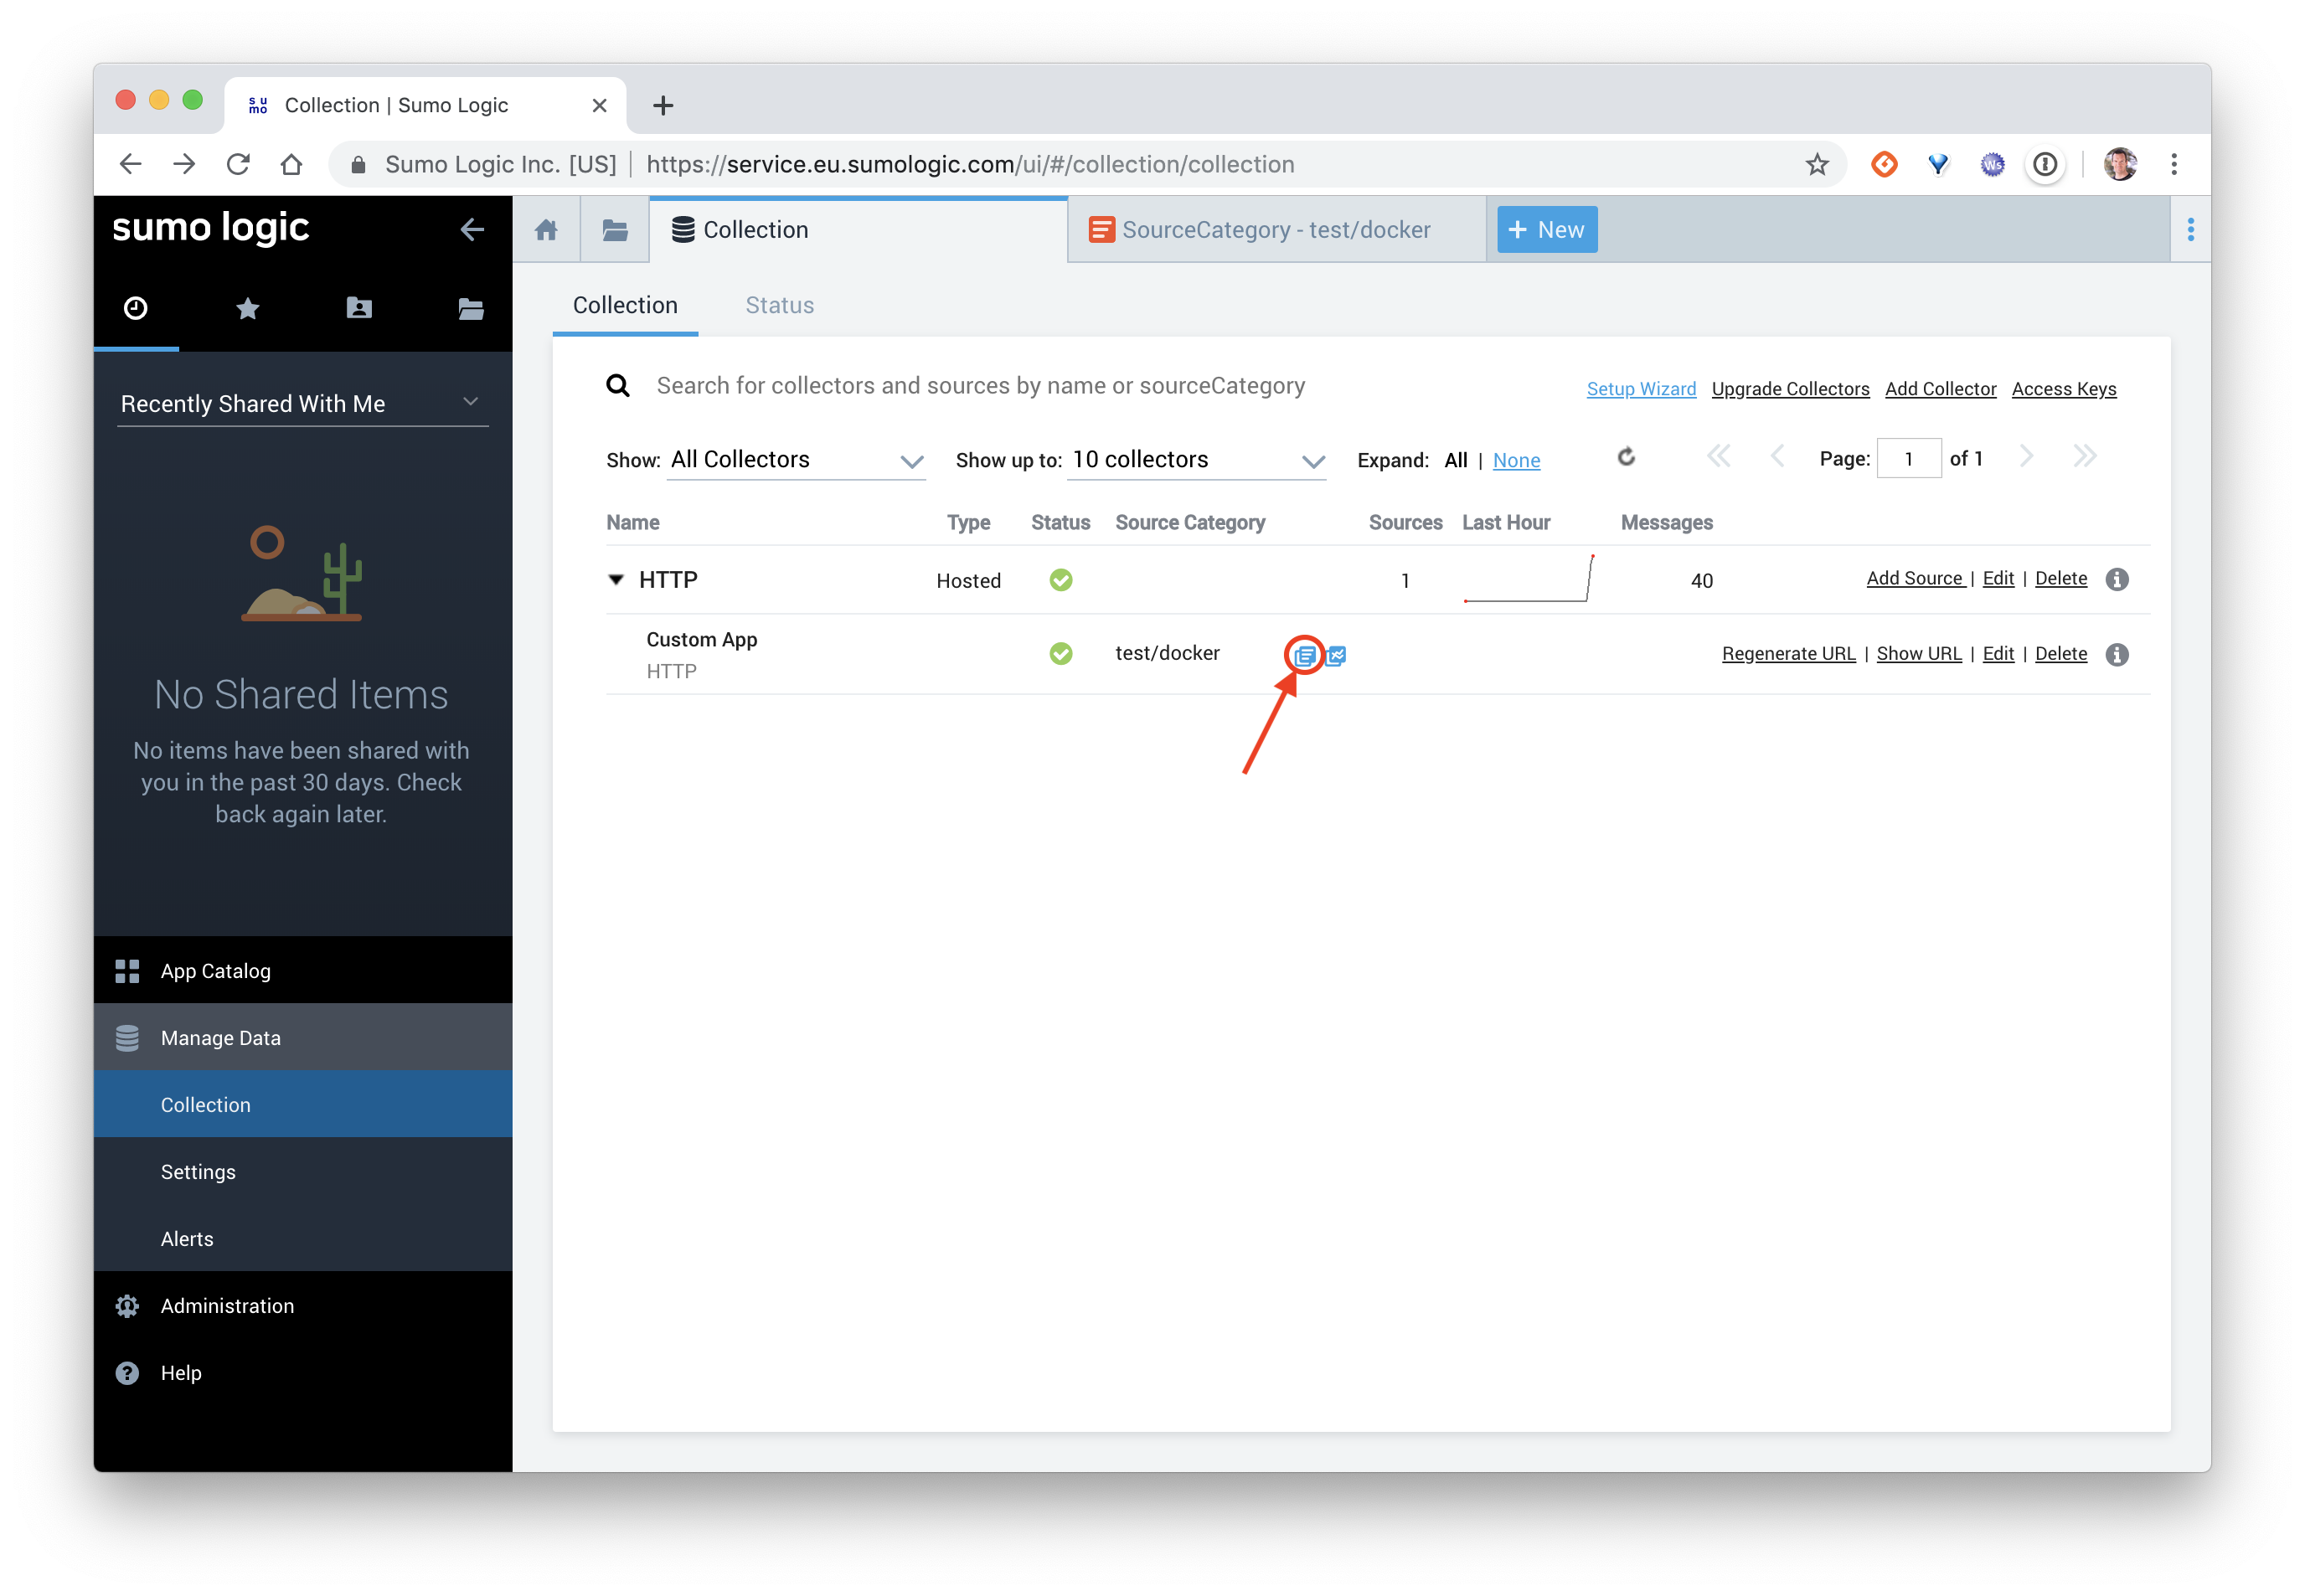 su
mo
Collection | Sumo Logic
Sumo Logic Inc. [US]
https://service.eu.sumologic.com/ui/#/collection/collection
Ws
sumo logic
Collection
SourceCategory - test/docker
+ New
Collection
Status
Recently Shared With Me
Search for collectors and sources by name or sourceCategory
Setup Wizard Upgrade Collectors Add Collector Access Keys
Show: All Collectors Show up to: 10 collectors Expand: All | None Page: 1 of 1
Name Type Status Source Category Sources Last Hour Messages
HTTP Hosted 1 40 Add Source | Edit | Delete
Custom App
HTTP
test/docker
Regenerate URL | Show URL | Edit | Delete
No Shared Items
No items have been shared with
you in the past 30 days. Check
back again later.
App Catalog
Manage Data
Collection
Settings
Alerts
Administration
Help